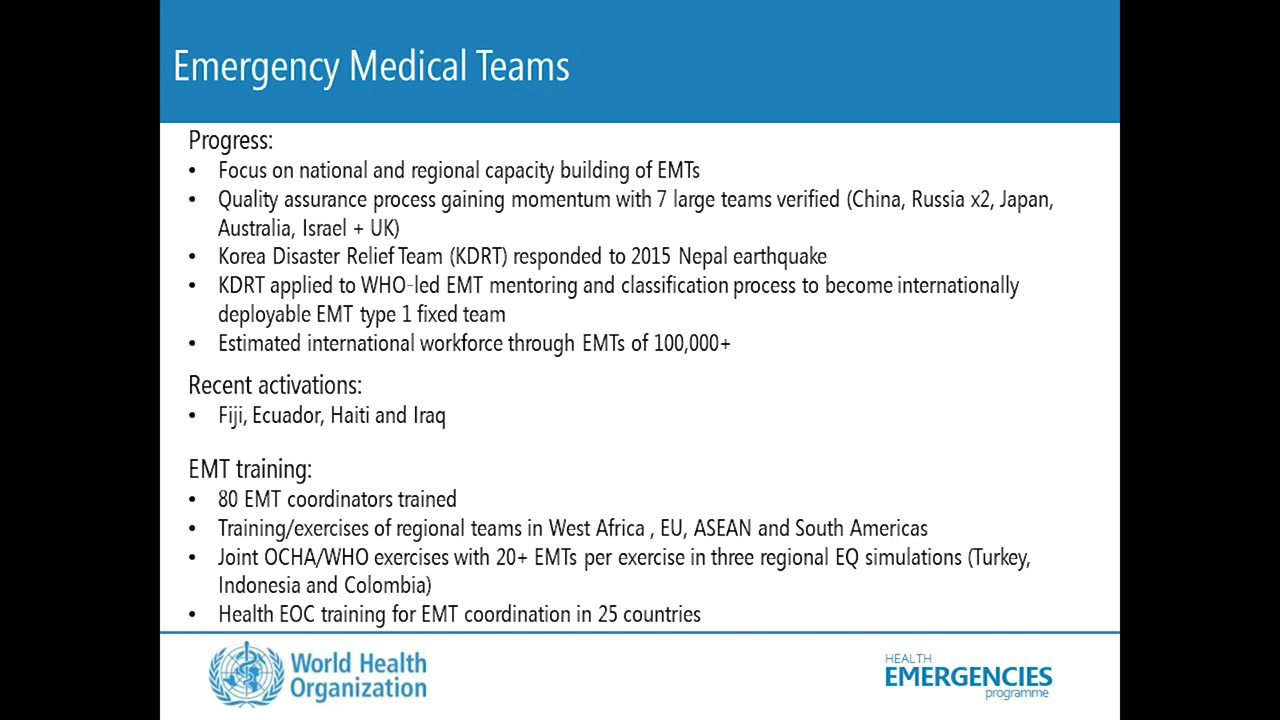 Emergency Medical Teams
Progress:
• Focus on national and regional capacity building of EMTs
• Quality assurance process gaining momentum with 7 large teams verified (China, Russia x2, Japan,
Australia, Israel + UK)
• Korea Disaster Relief Team (KDRT) responded to 2015 Nepal earthquake
• KDRT applied to WHO-led EMT mentoring and classification process to become internationally
deployable EMT type 1 fixed team
• Estimated international workforce through EMTs of 100,000+
Recent activations:
• Fiji, Ecuador, Haiti and Iraq
EMT training:
• 80 EMT coordinators trained
• Training/exercises of regional teams in West Africa , EU, ASEAN and South Americas
• Joint OCHA/WHO exercises with 20+ EMTs per exercise in three regional EQ simulations (Turkey,
Indonesia and Colombia)
• Health EOC training for EMT coordination in 25 countries
World Health
Organization
HEALTH
EMERGENCIES
programme